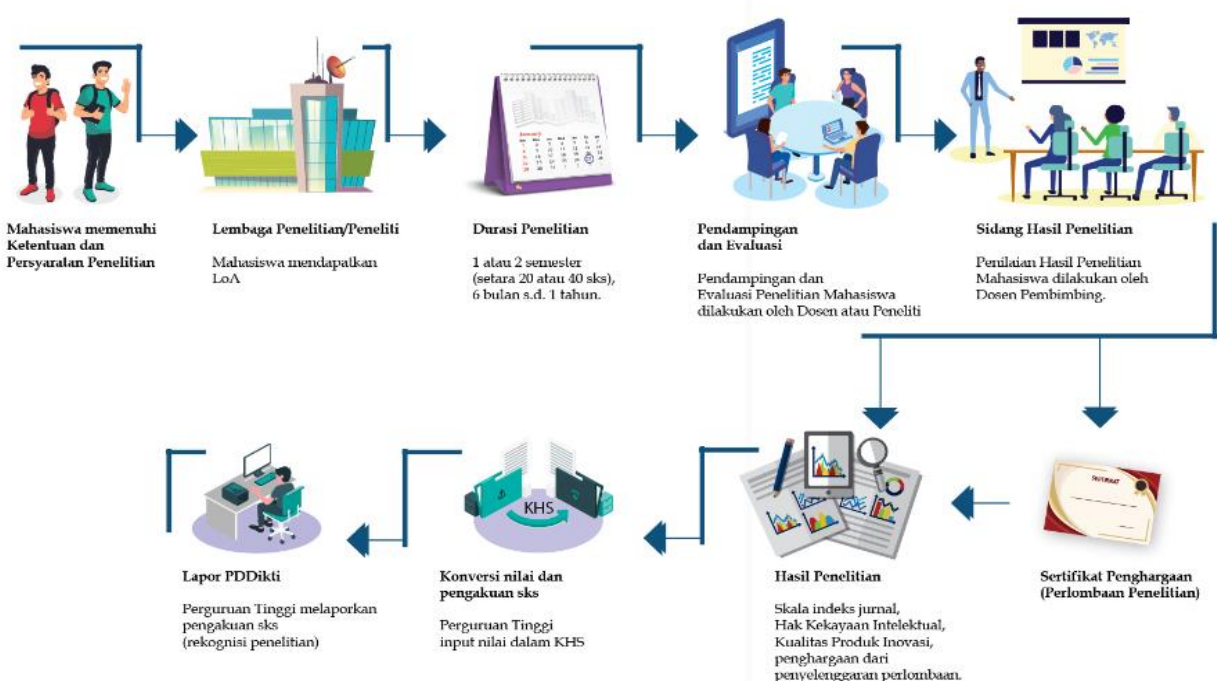 Mahasiswa memenuhi
Ketentuan dan
Persyaratan Penelitian
Lembaga Penelitian/Peneliti
Mahasiswa mendapatkan
LoA
January
Durasi Penelitian
1 atau 2 semester
(setara 20 atau 40 sks),
6 bulan s.d. 1 tahun.
Pendampingan
dan Evaluasi
Pendampingan dan
Evaluasi Penelitian Mahasiswa
dilakukan oleh Dosen atau Peneliti
Sidang Hasil Penelitian
Penilaian Hasil Penelitian
Mahasiswa dilakukan oleh
Dosen Pembimbing.
Lapor PDDikti
Perguruan Tinggi melaporkan
pengakuan sks
(rekognisi penelitian)
KHS
Konversi nilai dan
pengakuan sks
Perguruan Tinggi
input nilai dalam KHS
Hasil Penelitian
Skala indeks jurnal,
Hak Kekayaan Intelektual,
Kualitas Produk Inovasi,
penghargaan dari
penyelenggaran perlombaan.
SERTIFIKAT
Sertifikat Penghargaan
(Perlombaan Penelitian)